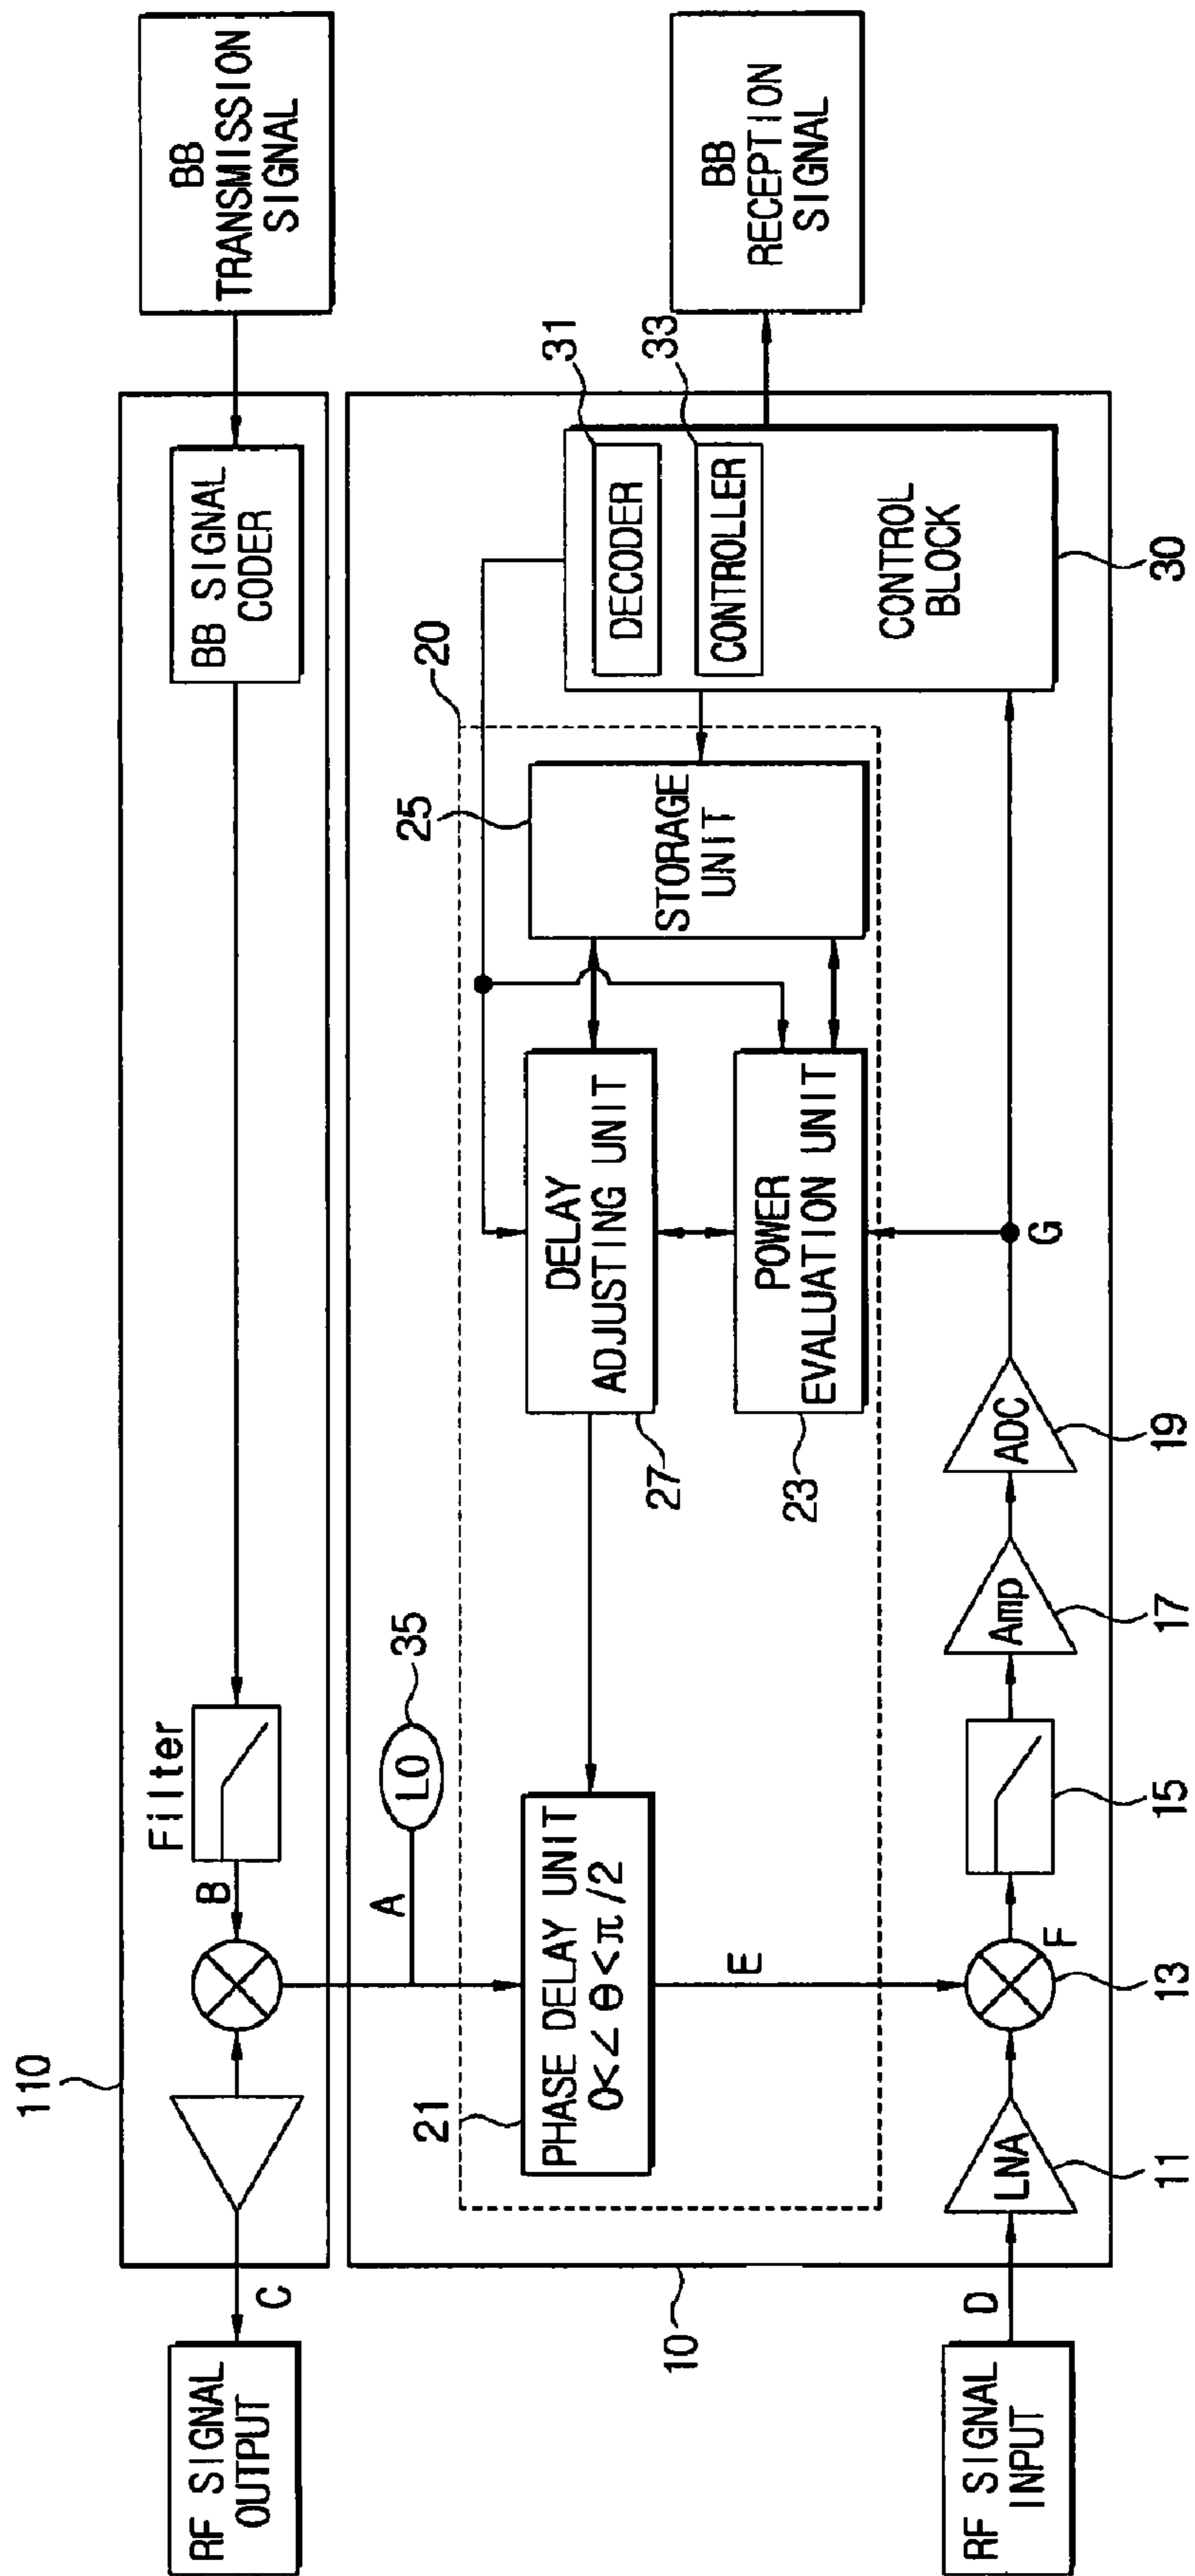 110
RF SIGNAL
OUTPUT
C
B
Filter
BB SIGNAL
CODER
BB
TRANSMISSION
SIGNAL
10
A
LO
35
20
21
PHASE DELAY UNIT
0<∠θ<π/2
E
DELAY
ADJUSTING UNIT
27
POWER
EVALUATION UNIT
23
25
STORAGE
UNIT
31
DECODER
33
CONTROLLER
CONTROL
BLOCK
30
BB
RECEPTION
SIGNAL
RF SIGNAL
INPUT
D
LNA
11
F
13
15
Amp
17
ADC
19
G